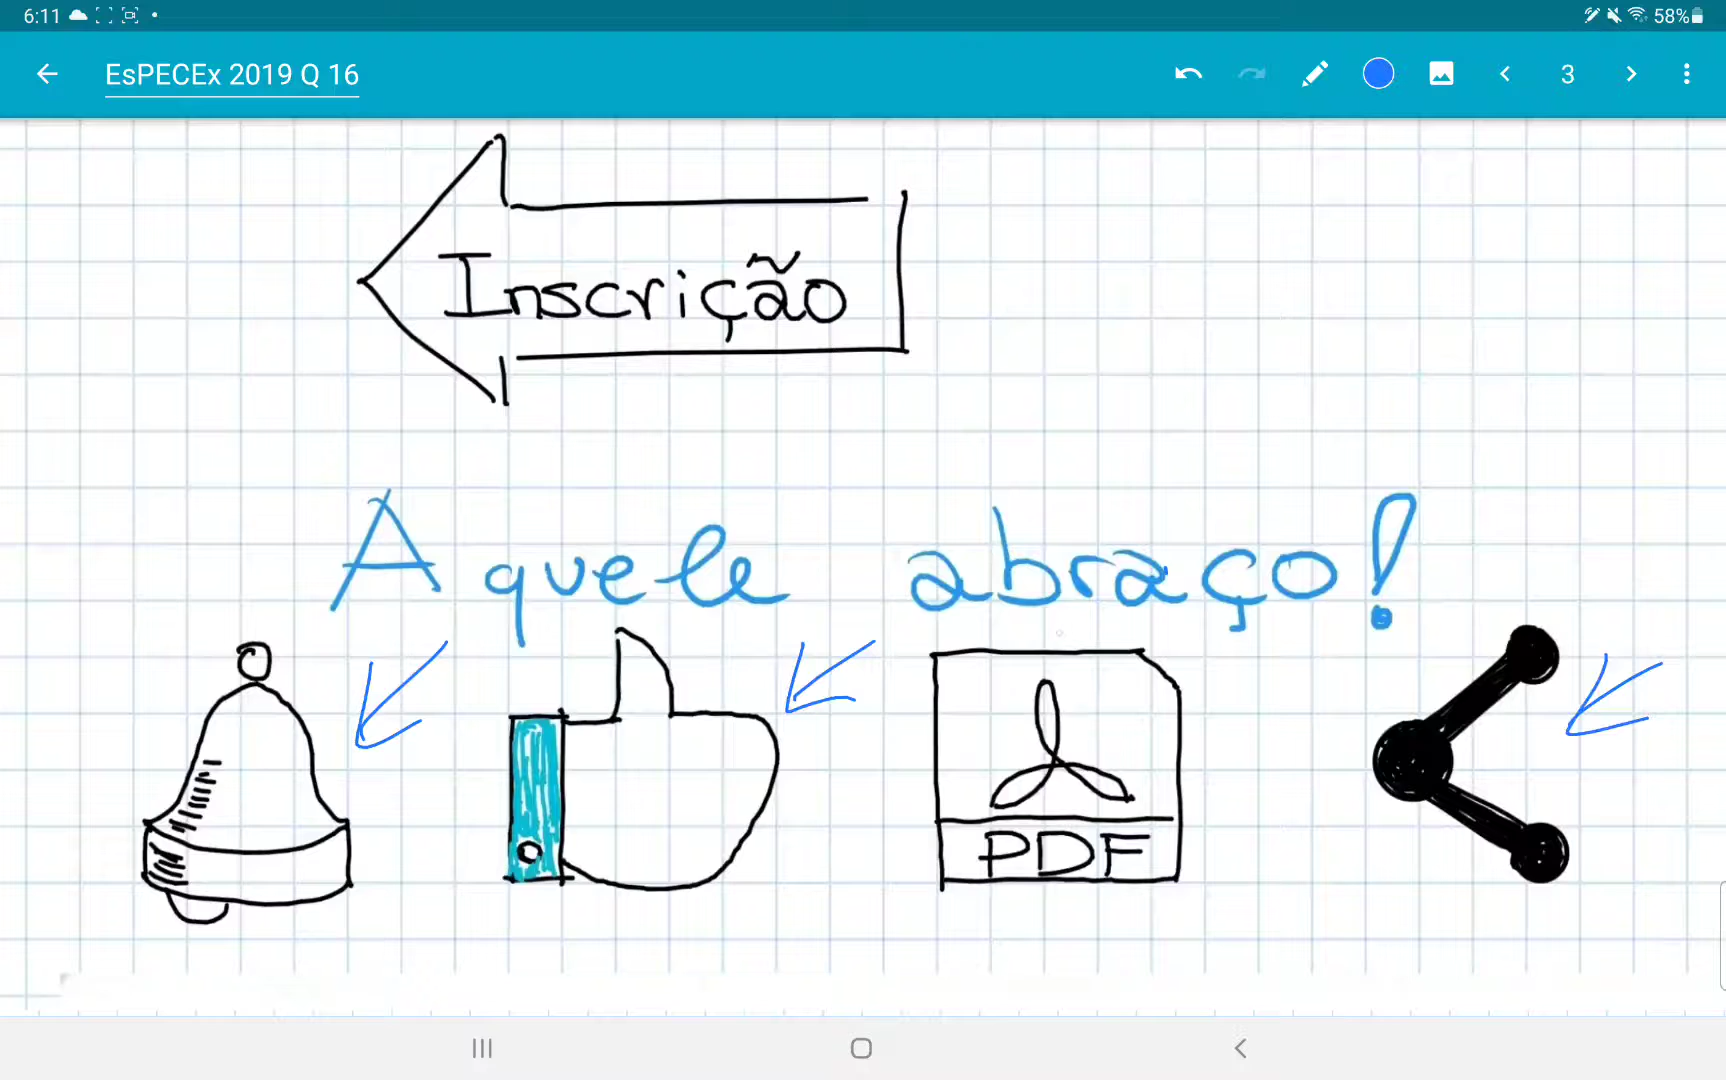 6:11
58%
EsPECEx 2019 Q 16
3
Inscrição
Aquele abraço!
PDF